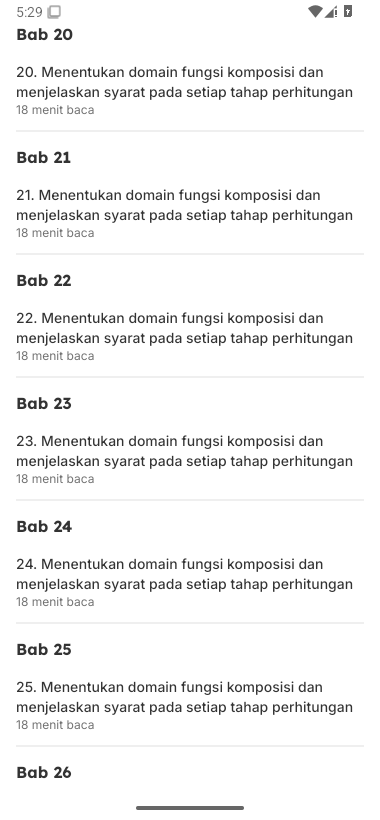 5:29
Bab 20
20. Menentukan domain fungsi komposisi dan
menjelaskan syarat pada setiap tahap perhitungan
18 menit baca
Bab 21
21. Menentukan domain fungsi komposisi dan
menjelaskan syarat pada setiap tahap perhitungan
18 menit baca
Bab 22
22. Menentukan domain fungsi komposisi dan
menjelaskan syarat pada setiap tahap perhitungan
18 menit baca
Bab 23
23. Menentukan domain fungsi komposisi dan
menjelaskan syarat pada setiap tahap perhitungan
18 menit baca
Bab 24
24. Menentukan domain fungsi komposisi dan
menjelaskan syarat pada setiap tahap perhitungan
18 menit baca
Bab 25
25. Menentukan domain fungsi komposisi dan
menjelaskan syarat pada setiap tahap perhitungan
18 menit baca
Bab 26